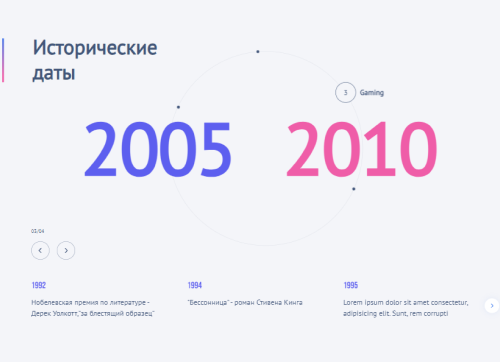 Исторические
даты
3 Gaming
2005 2010
03/04
1992
Нобелевская премия по литературе -
Дерек Уолкотт,"за блестящий образец"
1994
"Бессонница" - роман Стивена Кинга
1995
Lorem ipsum dolor sit amet consectetur,
adipisicing elit. Sunt, rem corrupti